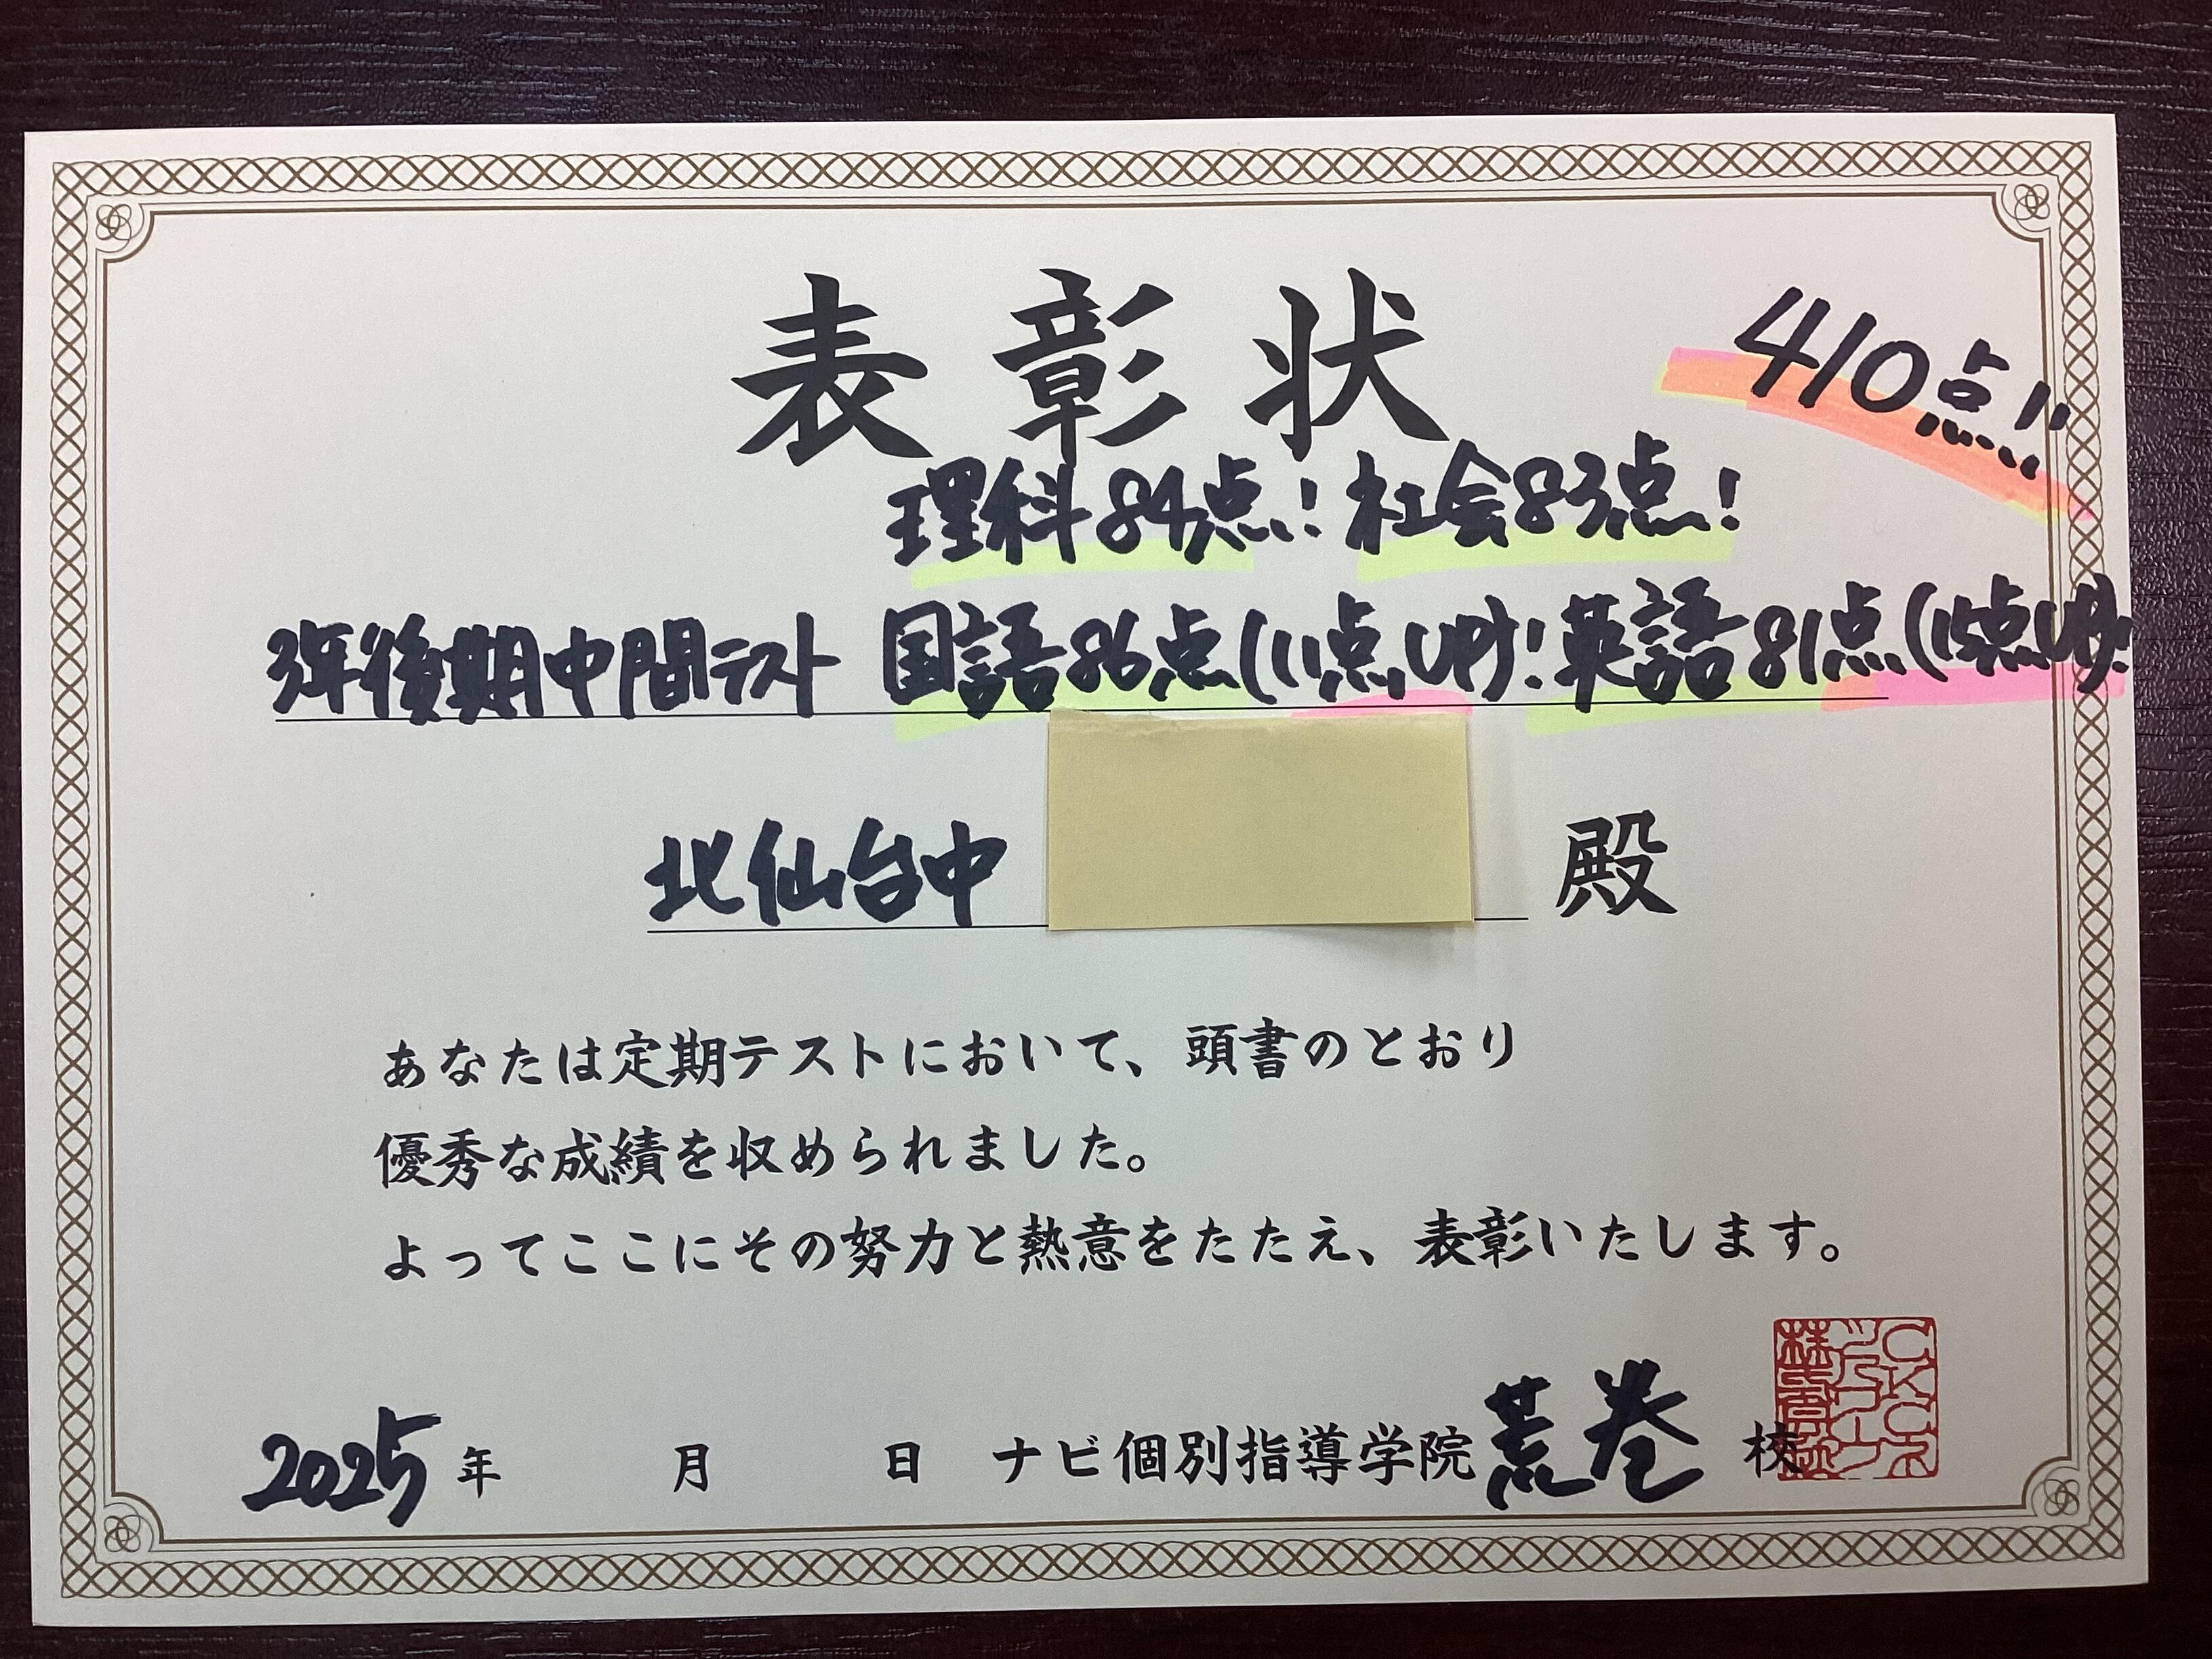 表彰状
410点!!
理科84点! 社会83点!
3年後期中間テスト 国語86点(11点UP)! 英語81点(15点UP)!
北仙台中 殿
あなたは定期テストにおいて、頭書のとおり
優秀な成績を収められました。
よってここにその努力と熱意をたたえ、表彰いたします。
2025年 月 日 ナビ個別指導学院 荒巻 校